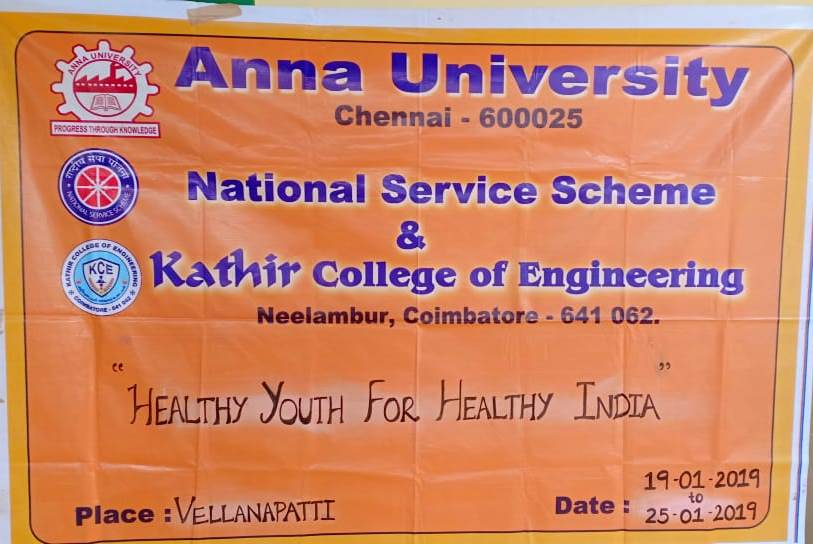 Anna University
Chennai - 600025
ANNA UNIVERSITY
PROGRESS THROUGH KNOWLEDGE
राष्ट्रीय सेवा योजना
NATIONAL SERVICE SCHEME
National Service Scheme
&
KATHIR COLLEGE OF ENGINEERING
KCE
COIMBATORE - 641 062
Kathir College of Engineering
Neelambur, Coimbatore - 641 062.
“ ”
HEALTHY YOUTH FOR HEALTHY INDIA
Place : VELLANAPATTI
Date : 19-01-2019
to
25-01-2019